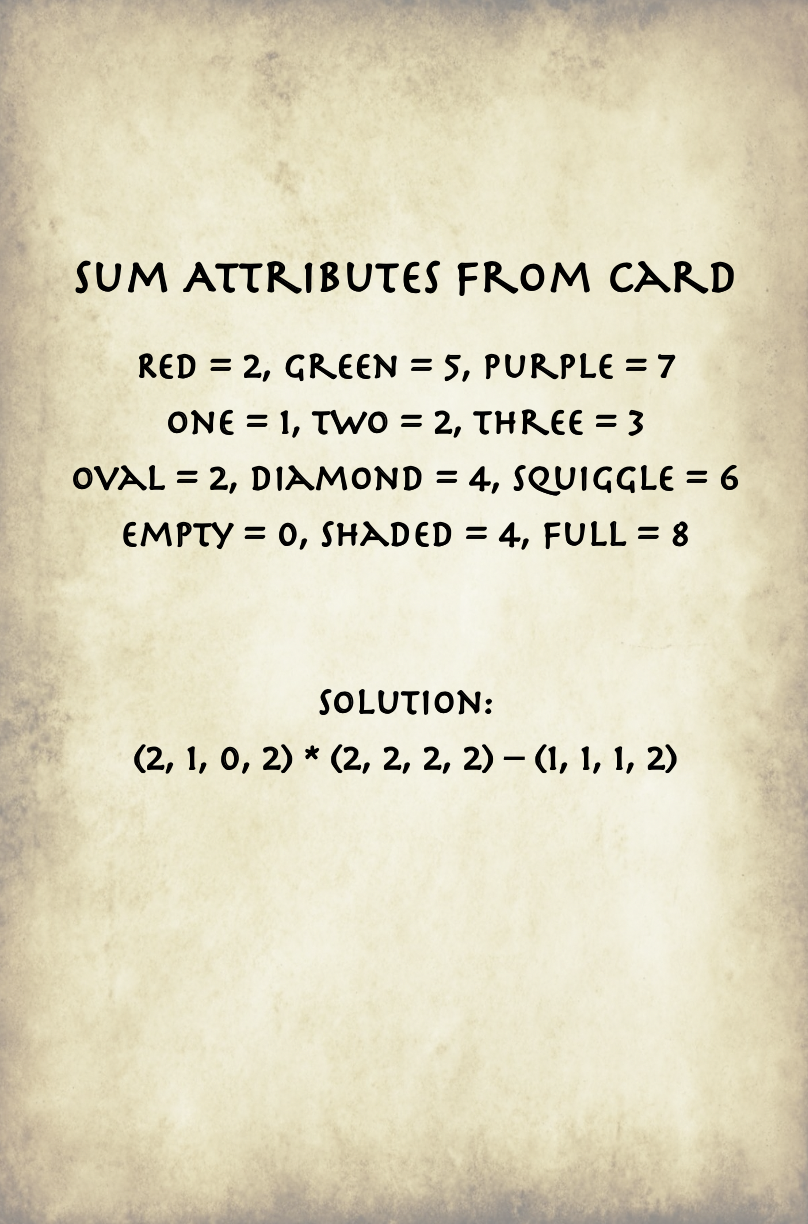 SUM ATTRIBUTES FROM CARD
RED = 2, GREEN = 5, PURPLE = 7
ONE = 1, TWO = 2, THREE = 3
OVAL = 2, DIAMOND = 4, SQUIGGLE = 6
EMPTY = 0, SHADED = 4, FULL = 8
SOLUTION:
(2, 1, 0, 2) * (2, 2, 2, 2) – (1, 1, 1, 2)